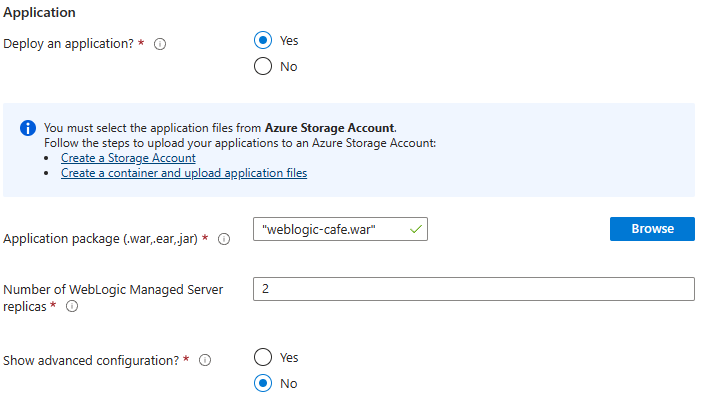 Application
Deploy an application? *
Yes
No
You must select the application files from Azure Storage Account.
Follow the steps to upload your applications to an Azure Storage Account:
• Create a Storage Account
• Create a container and upload application files
Application package (.war,.ear,.jar) *
"weblogic-cafe.war"
Browse
Number of WebLogic Managed Server
replicas *
2
Show advanced configuration? *
Yes
No